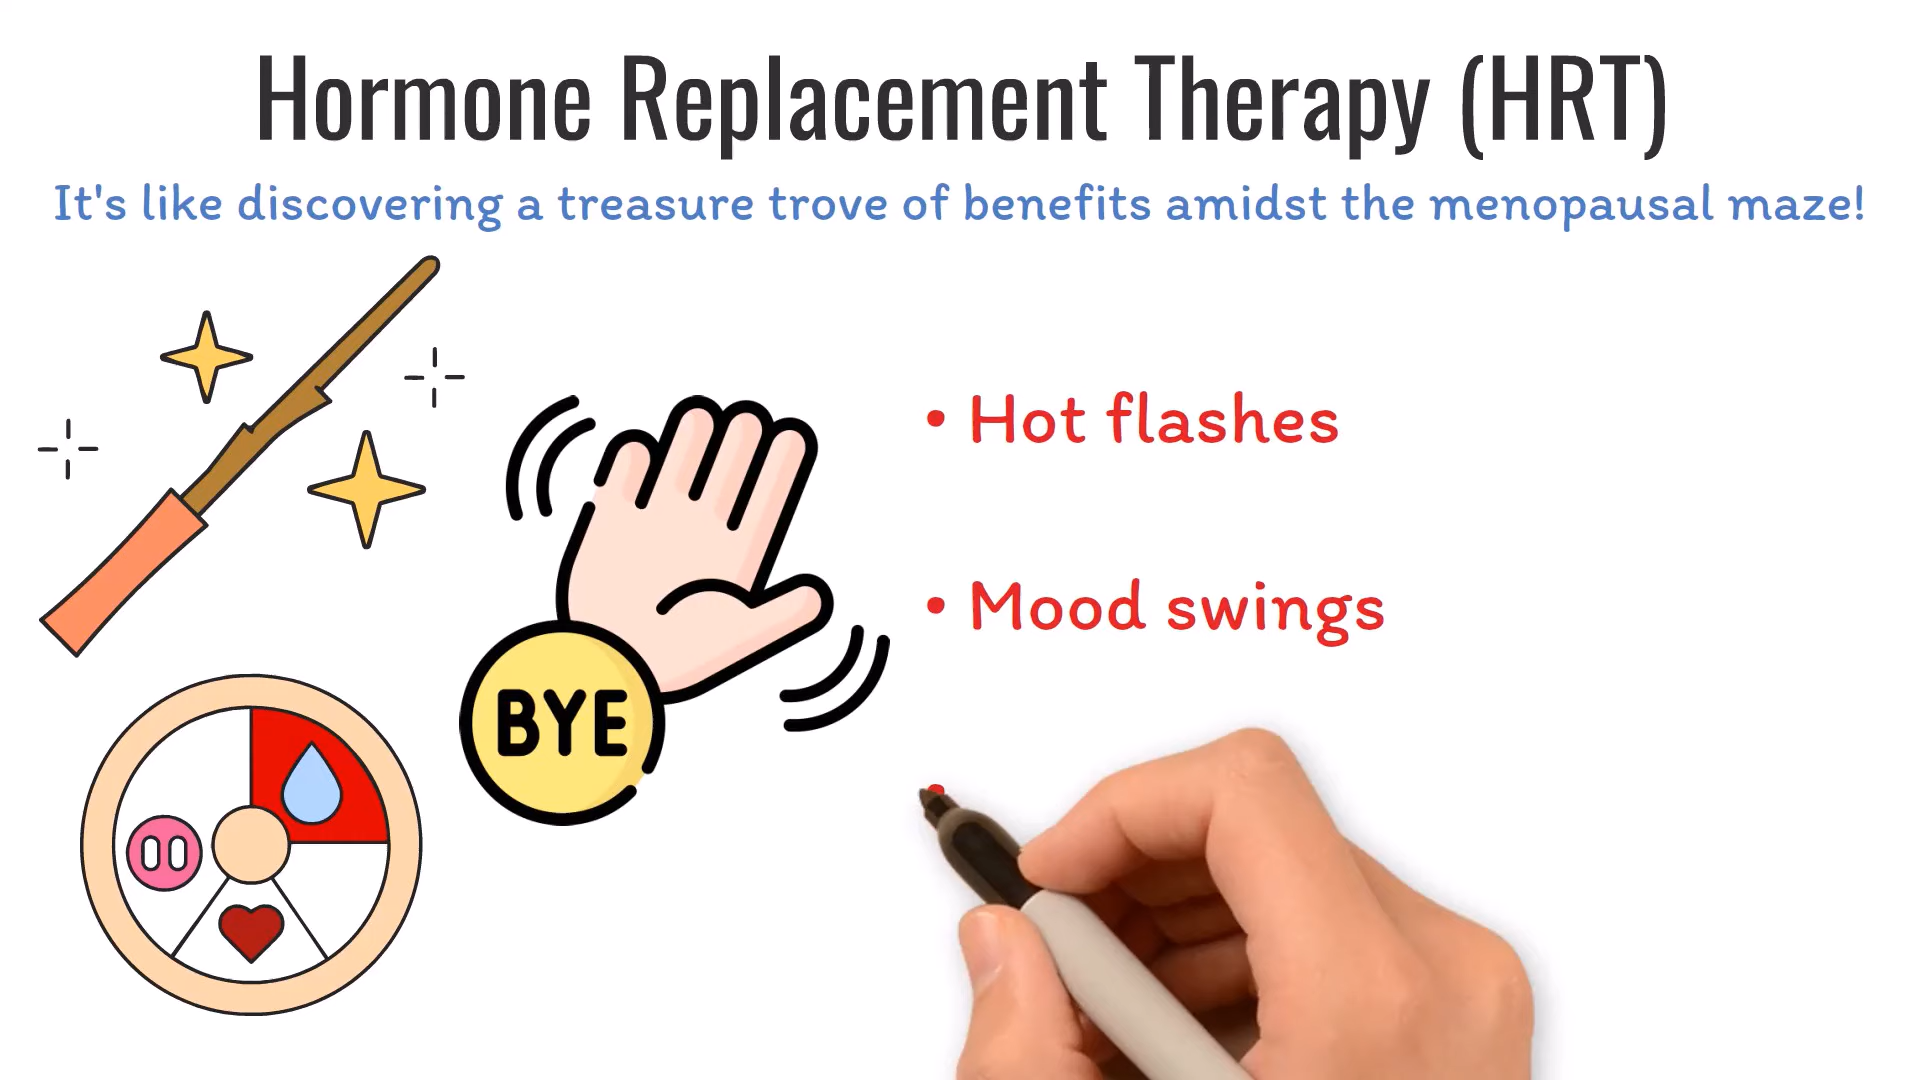 Hormone Replacement Therapy (HRT)
It's like discovering a treasure trove of benefits amidst the menopausal maze!
• Hot flashes
• Mood swings
•
BYE